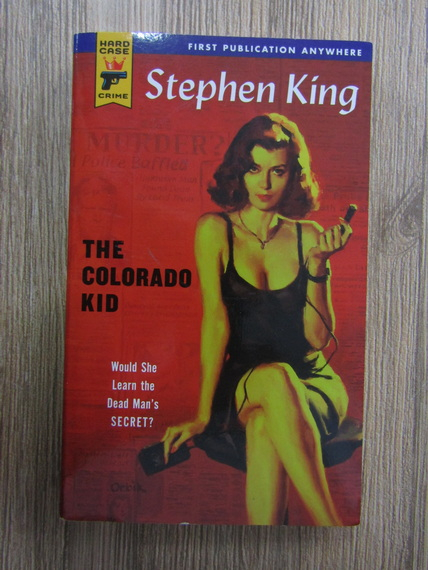 FIRST PUBLICATION ANYWHERE
HARD
CASE
CRIME
Stephen King
MURDER?
Police Baffled
THE
COLORADO
KID
Would She
Learn the
Dead Man's
SECRET?